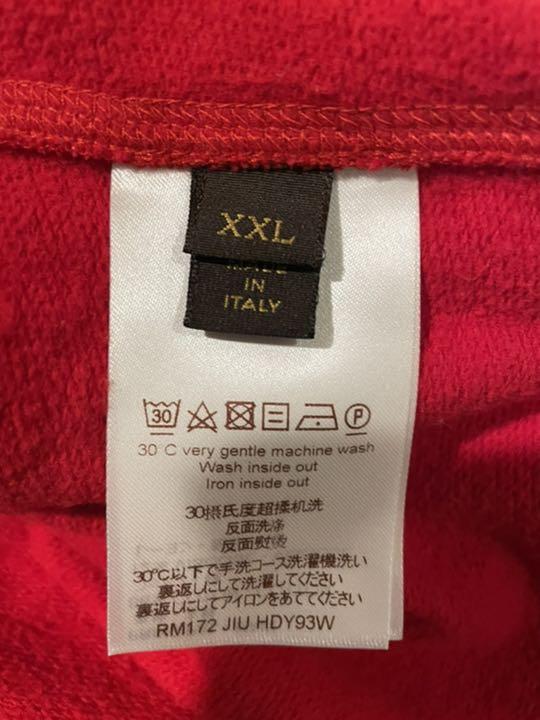 XXL
MADE
IN
ITALY
30
P
30°C very gentle machine wash
Wash inside out
Iron inside out
30摄氏度超揉机洗
反面洗涤
反面熨烫
30℃以下で手洗コース洗濯機洗い
裏返しにして洗濯してください
裏返しにしてアイロンをあててください
RM172 JIU HDY93W